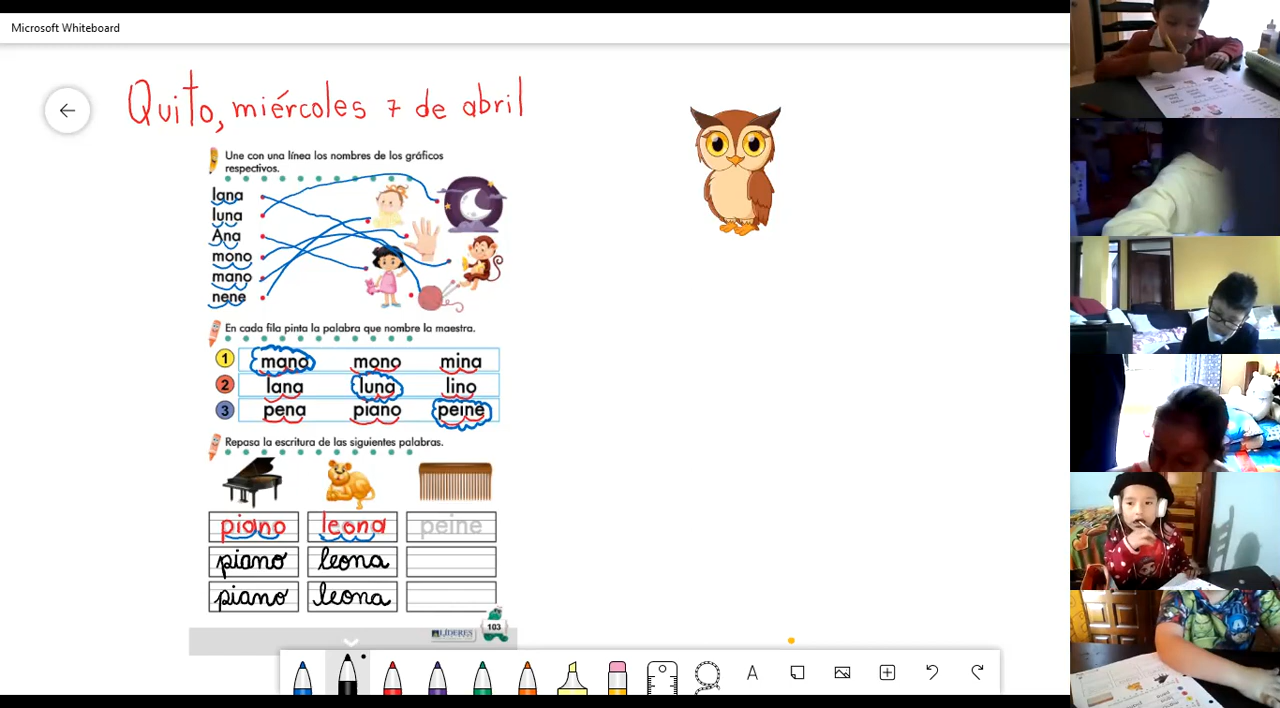 Microsoft Whiteboard
Quito, miércoles 7 de abril
Une con una línea los nombres de los gráficos
respectivos.
lana
luna
Ana
mono
mano
nene
En cada fila pinta la palabra que nombre la maestra.
1 mano mono mina
2 lana luna lino
3 pena piano peine
Repasa la escritura de las siguientes palabras.
piano leona peine
piano leona
piano leona
LÍDERES 103
A